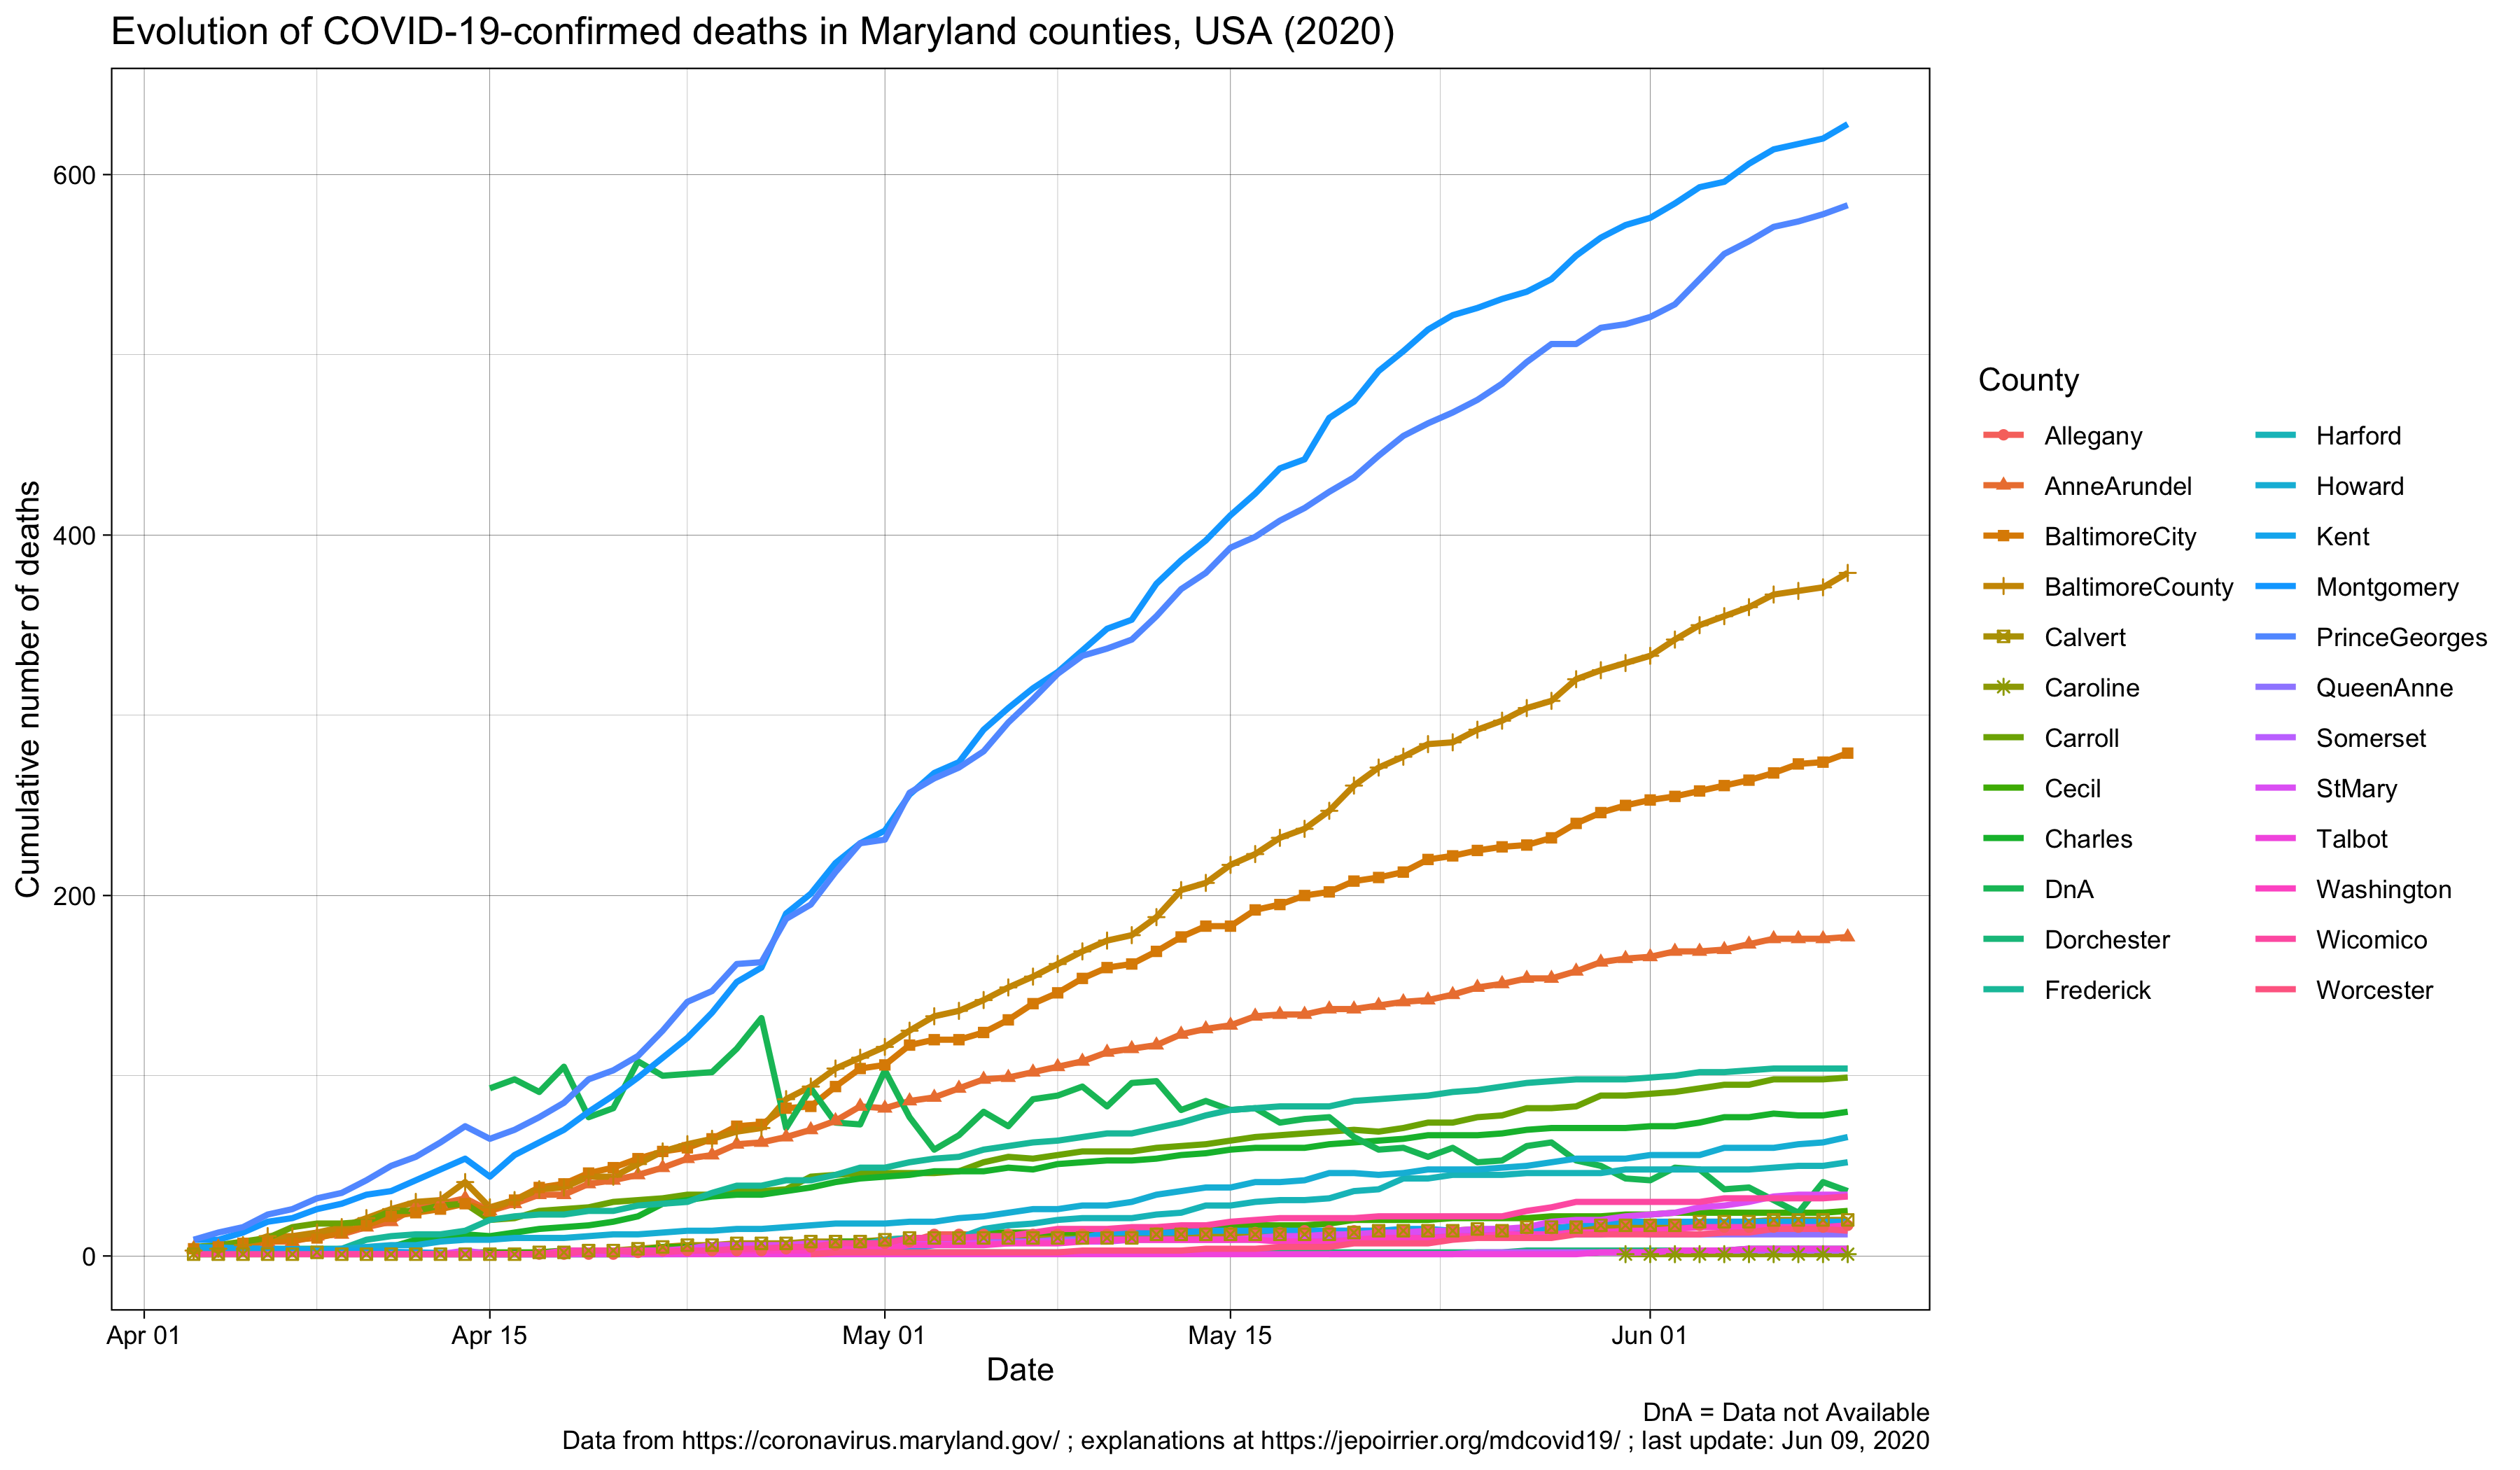 Evolution of COVID-19-confirmed deaths in Maryland counties, USA (2020)
Cumulative number of deaths
600
400
200
0
Apr 01
Apr 15
May 01
May 15
Jun 01
Date
County
Allegany
AnneArundel
BaltimoreCity
BaltimoreCounty
Calvert
Caroline
Carroll
Cecil
Charles
DnA
Dorchester
Frederick
Harford
Howard
Kent
Montgomery
PrinceGeorges
QueenAnne
Somerset
StMary
Talbot
Washington
Wicomico
Worcester
DnA = Data not Available
Data from https://coronavirus.maryland.gov/ ; explanations at https://jepoirrier.org/mdcovid19/ ; last update: Jun 09, 2020